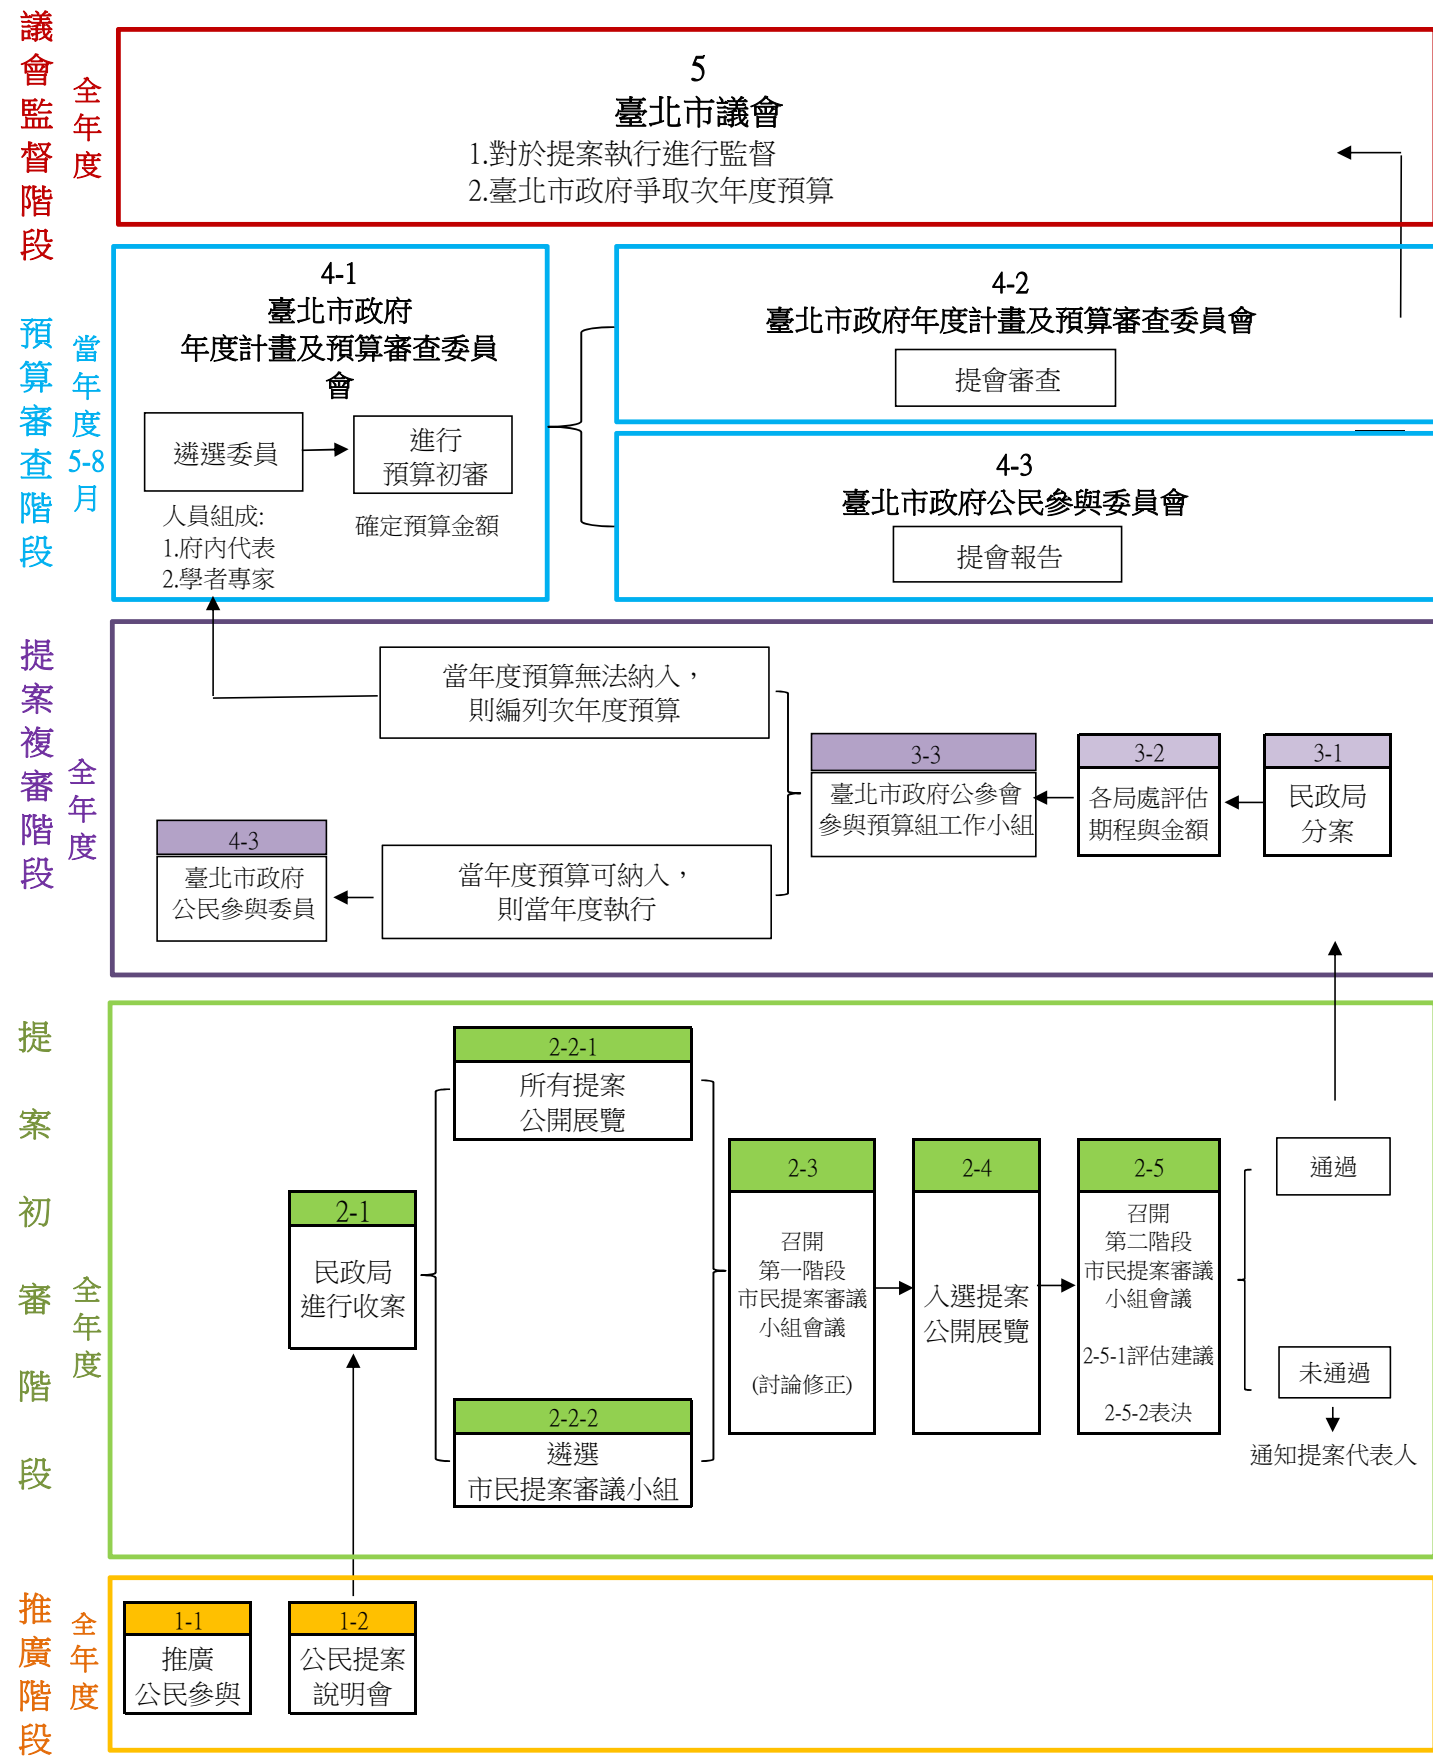 議會監督階段
全年度
5
臺北市議會
1.對於提案執行進行監督
2.臺北市政府爭取次年度預算
預算審查階段
當年度5-8月
4-1
臺北市政府
年度計畫及預算審查委員
會
遴選委員
進行
預算初審
人員組成:
1.府內代表
2.學者專家
確定預算金額
4-2
臺北市政府年度計畫及預算審查委員會
提會審查
4-3
臺北市政府公民參與委員會
提會報告
提案複審階段
全年度
當年度預算無法納入，
則編列次年度預算
3-3
臺北市政府公參會
參與預算組工作小組
3-2
各局處評估
期程與金額
3-1
民政局
分案
4-3
臺北市政府
公民參與委員
當年度預算可納入，
則當年度執行
提案初審階段
全年度
2-2-1
所有提案
公開展覽
2-1
民政局
進行收案
2-2-2
遴選
市民提案審議小組
2-3
召開
第一階段
市民提案審議
小組會議
(討論修正)
2-4
入選提案
公開展覽
2-5
召開
第二階段
市民提案審議
小組會議
2-5-1評估建議
2-5-2表決
通過
未通過
通知提案代表人
推廣階段
全年度
1-1
推廣
公民參與
1-2
公民提案
說明會